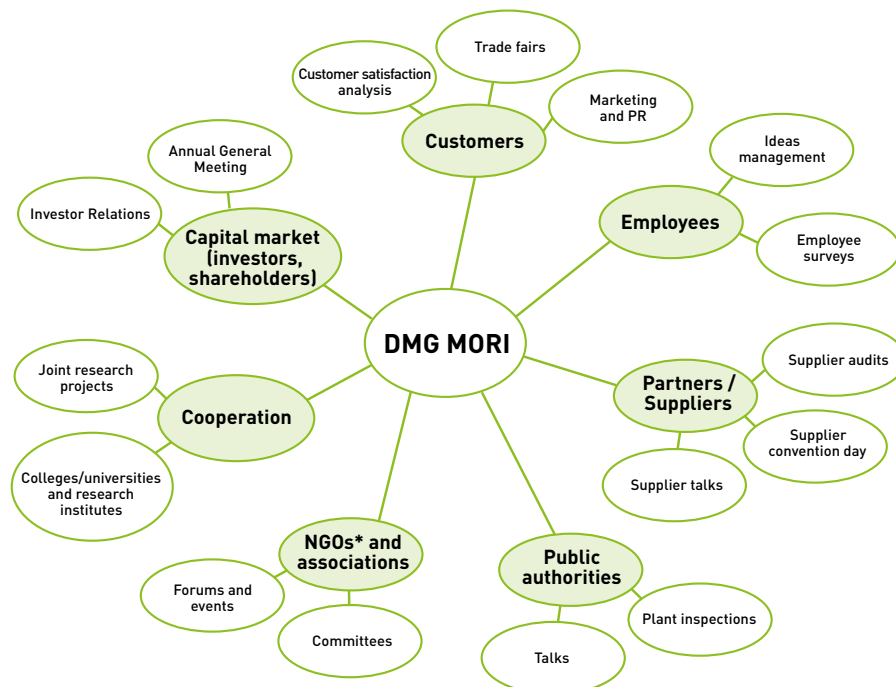 Trade fairs
Customer satisfaction
analysis
Marketing
and PR
Customers
Ideas
management
Annual General
Meeting
Investor Relations
Employees
Employee
surveys
Capital market
(investors,
shareholders)
DMG MORI
Joint research
projects
Supplier audits
Partners /
Suppliers
Cooperation
Supplier
convention day
Colleges/universities
and research
institutes
Supplier talks
NGOs* and
associations
Public
authorities
Forums and
events
Plant inspections
Committees
Talks